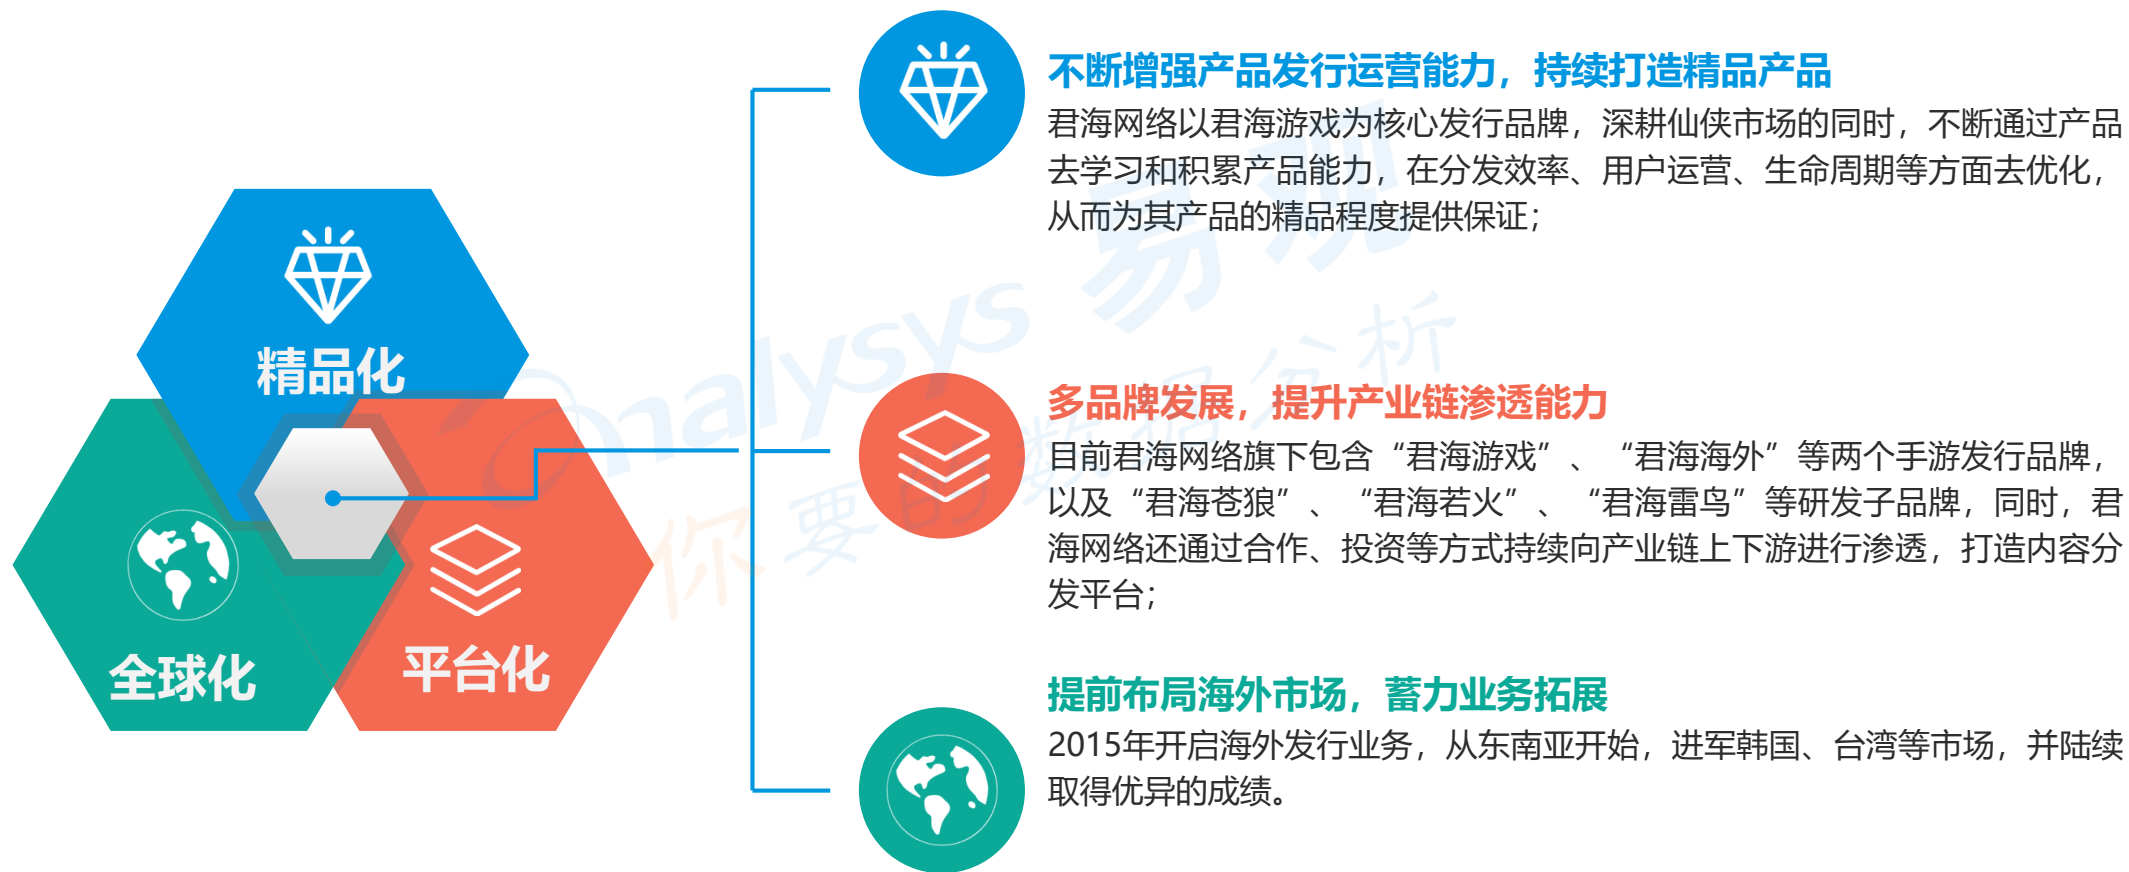 精品化
全球化
平台化
不断增强产品发行运营能力，持续打造精品产品
君海网络以君海游戏为核心发行品牌，深耕仙侠市场的同时，不断通过产品
去学习和积累产品能力，在分发效率、用户运营、生命周期等方面去优化，
从而为其产品的精品程度提供保证；
多品牌发展，提升产业链渗透能力
目前君海网络旗下包含“君海游戏”、“君海海外”等两个手游发行品牌，
以及“君海苍狼”、“君海若火”、“君海雷鸟”等研发子品牌，同时，君
海网络还通过合作、投资等方式持续向产业链上下游进行渗透，打造内容分
发平台；
提前布局海外市场，蓄力业务拓展
2015年开启海外发行业务，从东南亚开始，进军韩国、台湾等市场，并陆续
取得优异的成绩。
analysys 易观
你要的数据分析